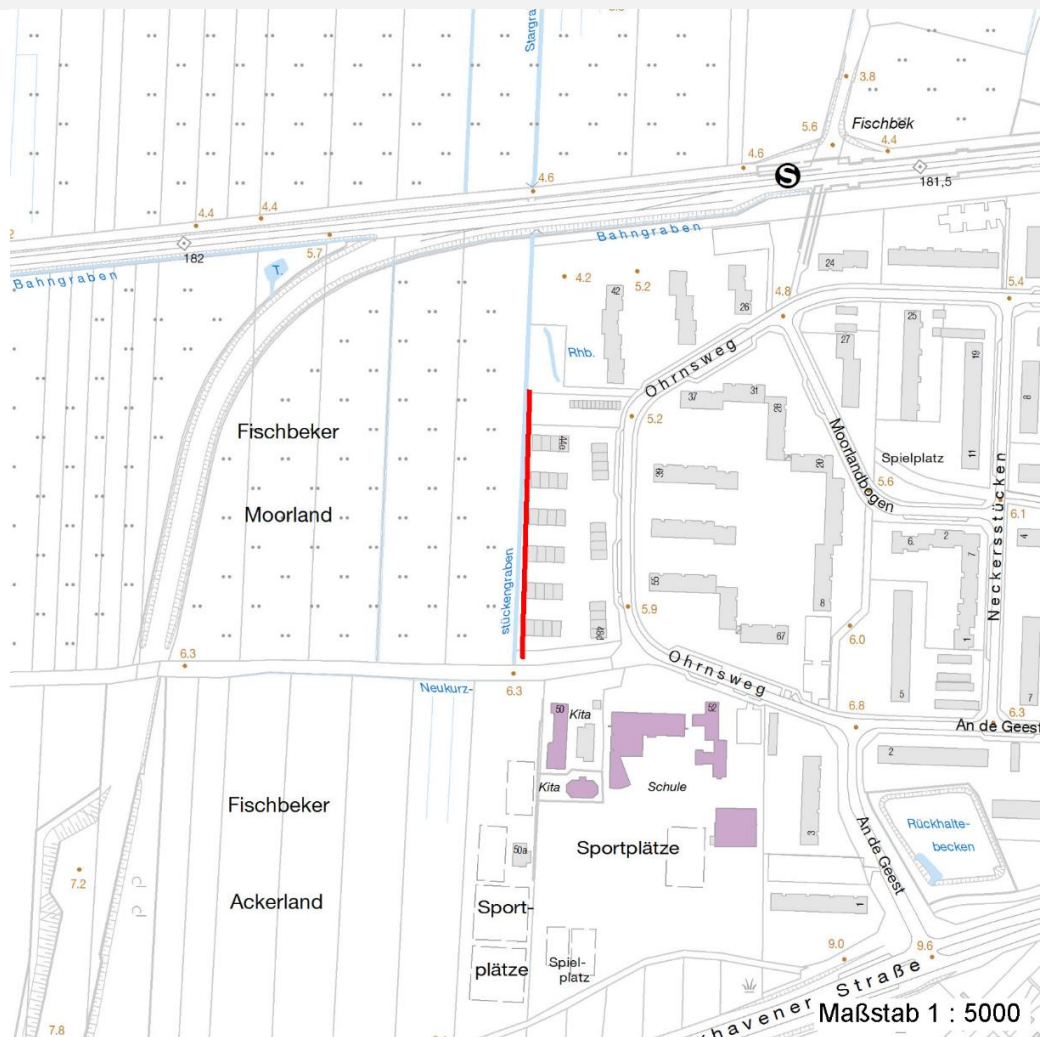 Stargra
3.8
Fischbek
5.6
4.4
4.6
S
181,5
4.6
4.4
4.4
182
5.7
Bahngraben
Bahngraben
T.
4.2
5.2
42
26
24
4.8
5.4
25
27
19
8
Rhb.
Ohrnsweg
37
31
28
5.2
Moorlandbogen
Spielplatz
11
Fischbeker
Moorland
44a
39
20
5.6
6.1
Neckersstücken
6.
2
7
4
stückengraben
55
8
5.9
67
6.0
1
5
7
6.3
Neukurz-
6.3
Ohrnsweg
6.8
6.3
An de Geest
50
Kita
52
2
Kita
Schule
3
Fischbeker
Ackerland
Sportplätze
50a
An de Geest
Rückhalte-
becken
7.2
Sport-
plätze
Spiel-
platz
1
9.0
9.6
7.8
havener Straße
Maßstab 1 : 5000